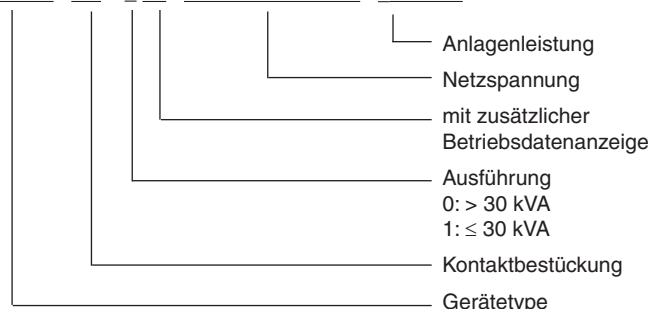 Anlagenleistung
Netzspannung
mit zusätzlicher
Betriebsdatenanzeige
Ausführung
0: > 30 kVA
1: ≤ 30 kVA
Kontaktbestückung
Gerätetype